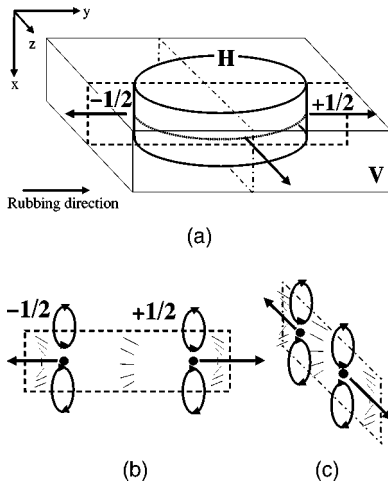 y
z
x
H
−1/2
+1/2
V
Rubbing direction
(a)
−1/2
+1/2
(b)
(c)